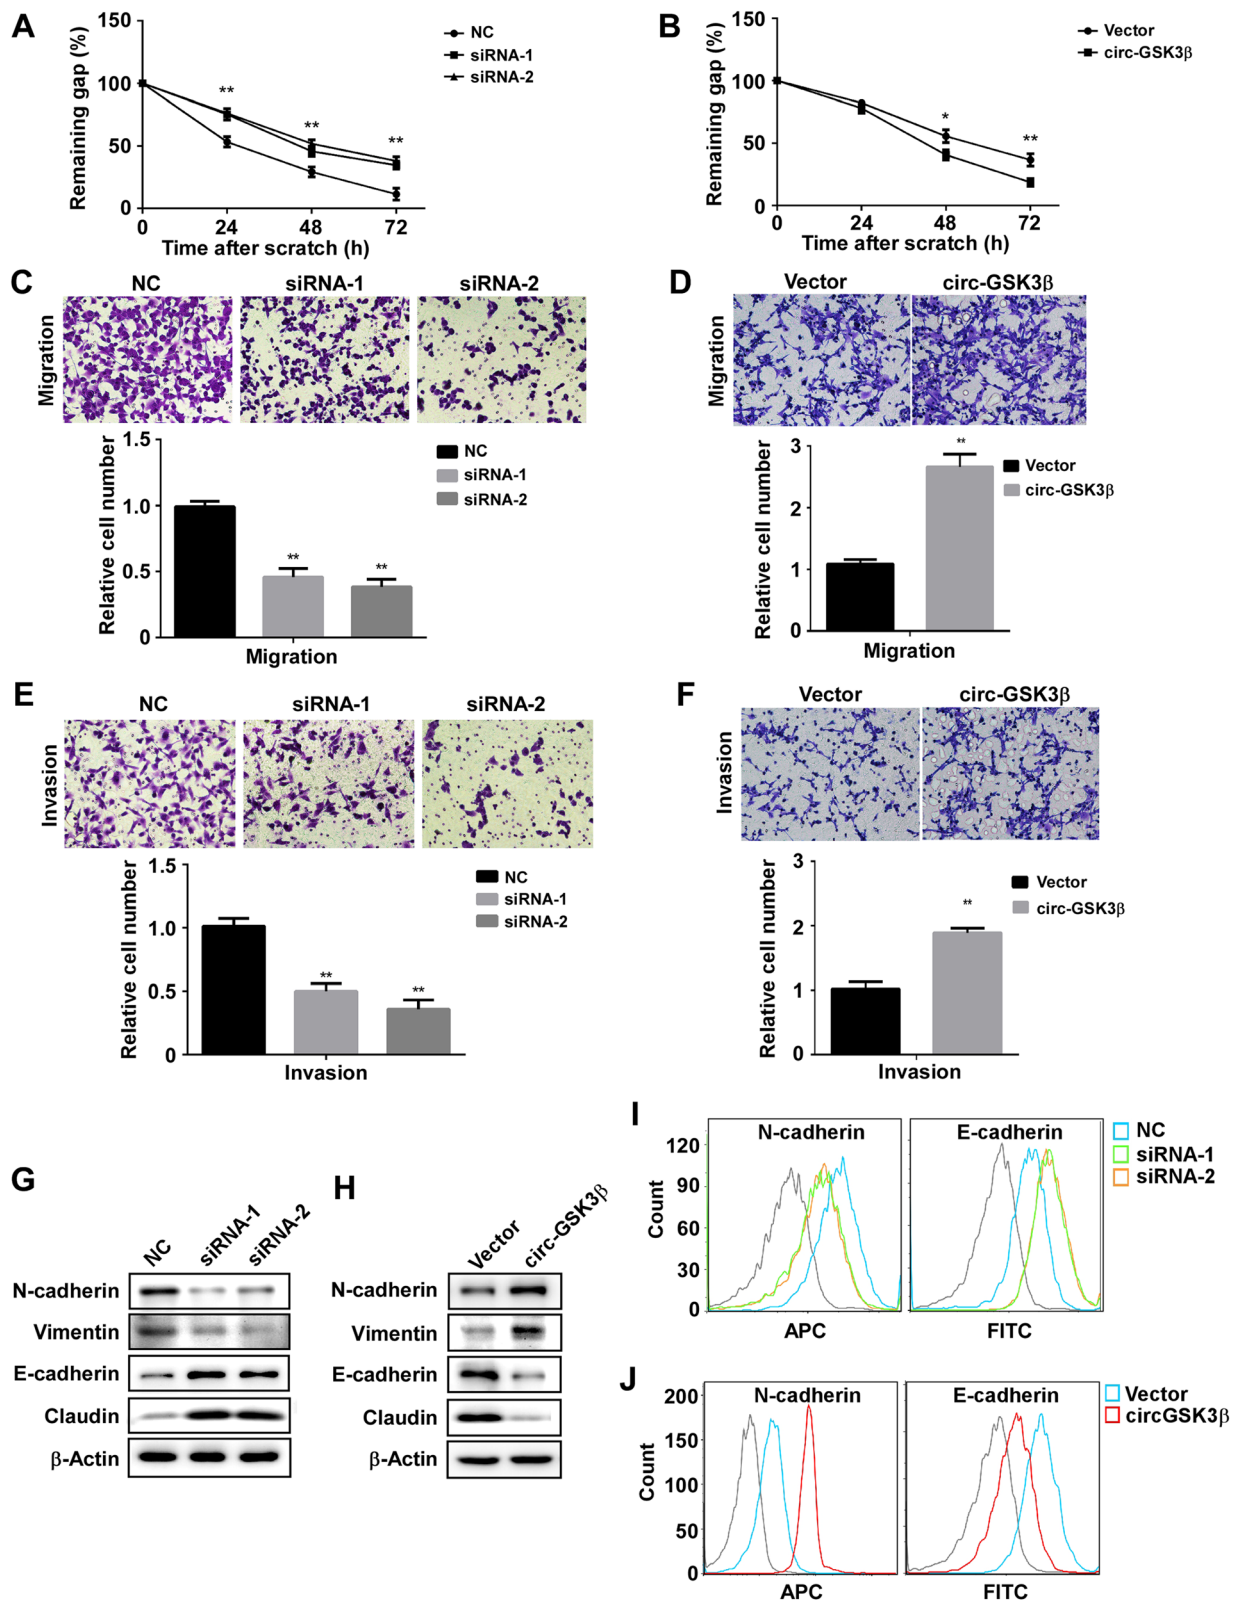 A
150
100
50
0
Remaining gap (%)
**
**
**
0 24 48 72
Time after scratch (h)
NC
siRNA-1
siRNA-2
B
150
100
50
0
Remaining gap (%)
*
**
0 24 48 72
Time after scratch (h)
Vector
circ-GSK3β
C
NC siRNA-1 siRNA-2
Migration
1.5
1.0
0.5
0
Relative cell number
**
**
Migration
NC
siRNA-1
siRNA-2
D
Vector circ-GSK3β
Migration
3
2
1
0
Relative cell number
**
Migration
Vector
circ-GSK3β
E
NC siRNA-1 siRNA-2
Invasion
1.5
1.0
0.5
0
Relative cell number
**
**
Invasion
NC
siRNA-1
siRNA-2
F
Vector circ-GSK3β
Invasion
3
2
1
0
Relative cell number
**
Invasion
Vector
circ-GSK3β
G
NC siRNA-1 siRNA-2
N-cadherin
Vimentin
E-cadherin
Claudin
β-Actin
H
Vector circ-GSK3β
N-cadherin
Vimentin
E-cadherin
Claudin
β-Actin
I
N-cadherin E-cadherin
120
90
60
30
0
Count
APC FITC
NC
siRNA-1
siRNA-2
J
N-cadherin E-cadherin
200
150
100
50
0
Count
APC FITC
Vector
circGSK3β